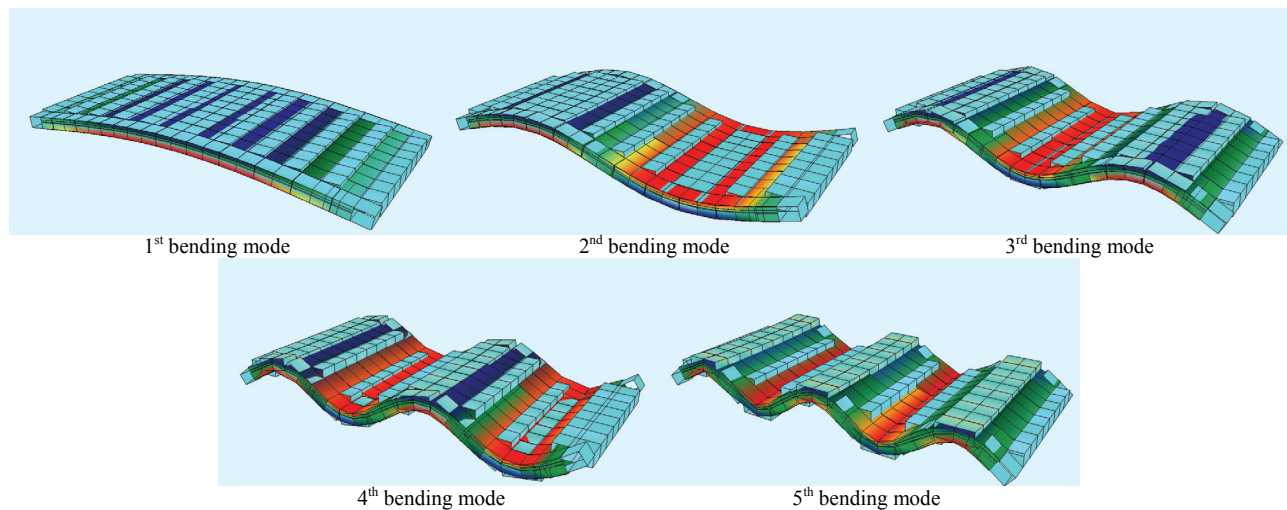 1st bending mode
2nd bending mode
3rd bending mode
4th bending mode
5th bending mode